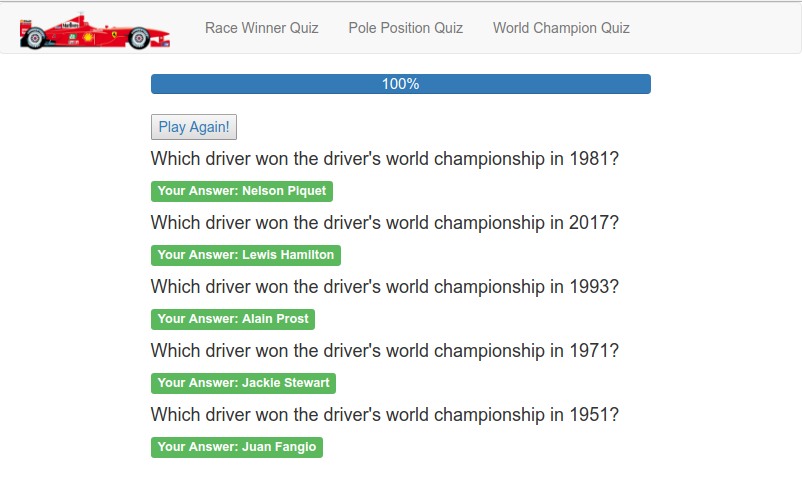 Race Winner Quiz Pole Position Quiz World Champion Quiz
100%
Play Again!
Which driver won the driver's world championship in 1981?
Your Answer: Nelson Piquet
Which driver won the driver's world championship in 2017?
Your Answer: Lewis Hamilton
Which driver won the driver's world championship in 1993?
Your Answer: Alain Prost
Which driver won the driver's world championship in 1971?
Your Answer: Jackie Stewart
Which driver won the driver's world championship in 1951?
Your Answer: Juan Fangio